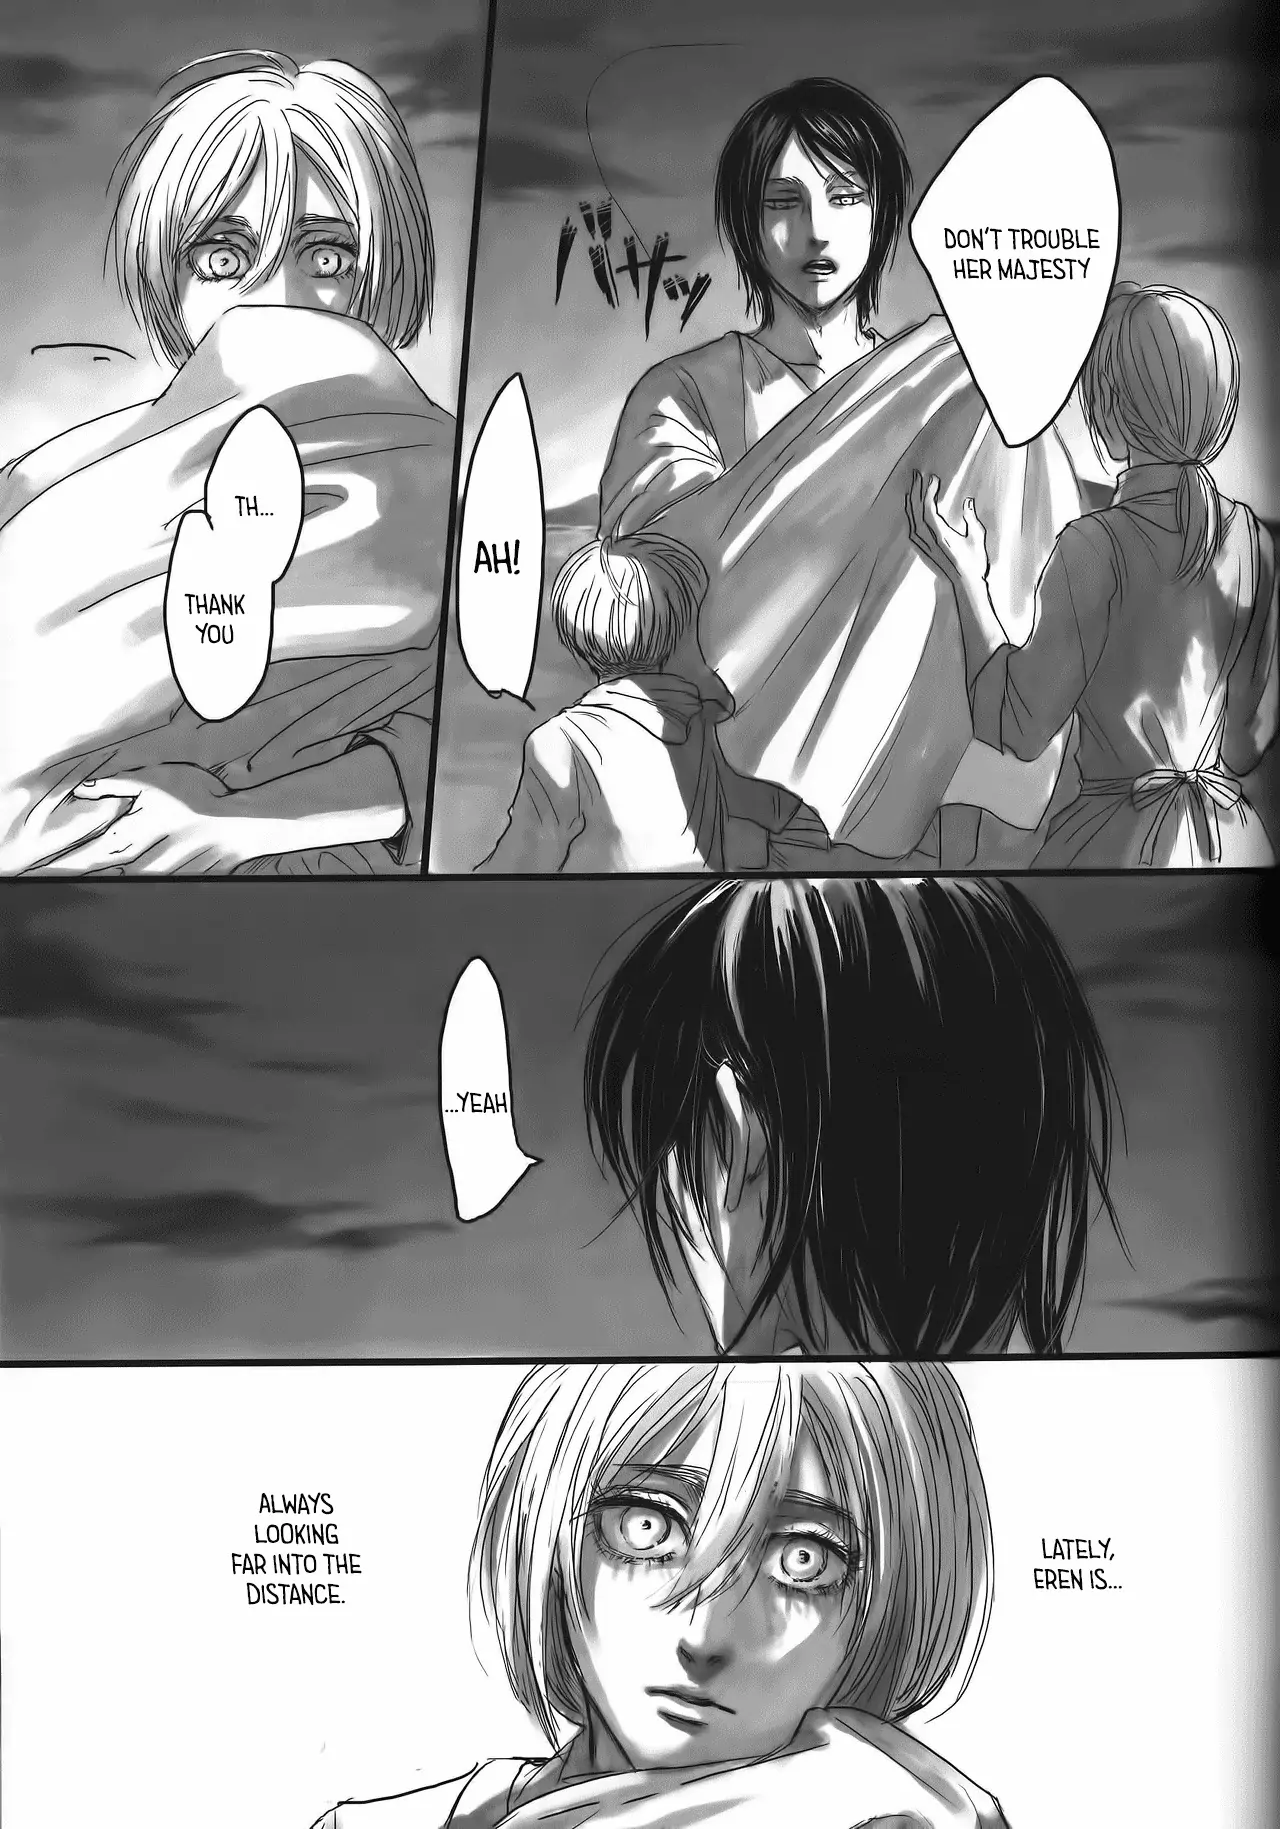 DON'T TROUBLE
HER MAJESTY
バサッ
AH!
TH...
THANK
YOU
...YEAH
LATELY,
EREN IS...
ALWAYS
LOOKING
FAR INTO THE
DISTANCE.